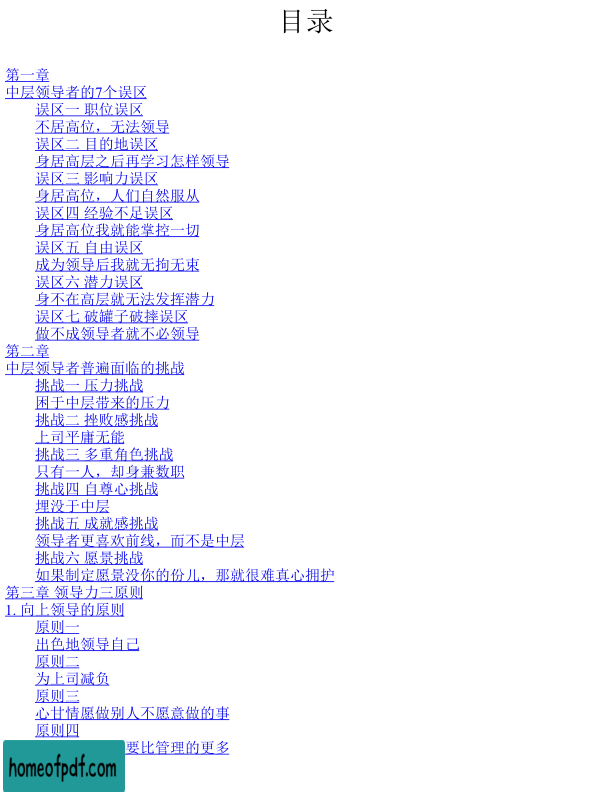 目录
第一章
中层领导者的7个误区
误区一 职位误区
不居高位，无法领导
误区二 目的地误区
身居高层之后再学习怎样领导
误区三 影响力误区
身居高位，人们自然服从
误区四 经验不足误区
身居高位我就能掌控一切
误区五 自由误区
成为领导后我就无拘无束
误区六 潜力误区
身不在高层就无法发挥潜力
误区七 破罐子破摔误区
做不成领导者就不必领导
第二章
中层领导者普遍面临的挑战
挑战一 压力挑战
困于中层带来的压力
挑战二 挫败感挑战
上司平庸无能
挑战三 多重角色挑战
只有一人，却身兼数职
挑战四 自尊心挑战
埋没于中层
挑战五 成就感挑战
领导者更喜欢前线，而不是中层
挑战六 愿景挑战
如果制定愿景没你的份儿，那就很难真心拥护
第三章 领导力三原则
1. 向上领导的原则
原则一
出色地领导自己
原则二
为上司减负
原则三
心甘情愿做别人不愿意做的事
原则四
要比管理的更多
homeofpdf.com